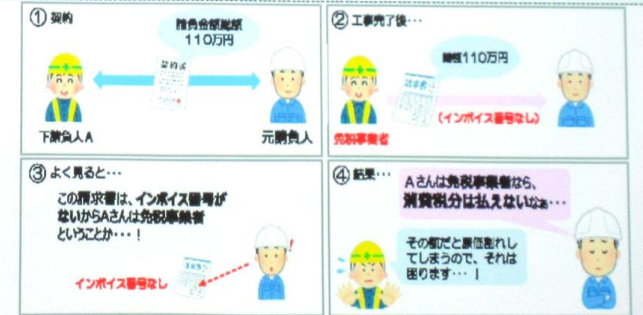 ① 契約
請負金額総額
110万円
契約書
下請負人A
元請負人
② 工事完了後…
総額110万円
請求書
(インボイス番号なし)
免税事業者
③ よく見ると…
この請求書は、インボイス番号が
ないからAさんは免税事業者
ということか…！
インボイス番号なし
④ 結果…
Aさんは免税事業者なら、
消費税分は払えないなぁ…
その額だと原価割れし
てしまうので、それは
困ります…！